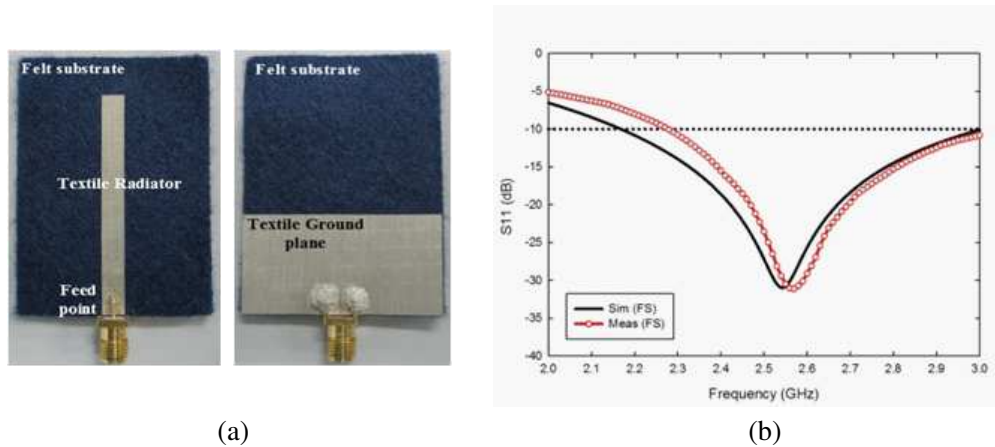 Felt substrate
Textile Radiator
Feed
point
Felt substrate
Textile Ground
plane
(a)
0
-5
-10
-15
-20
-25
-30
-35
-40
S11 (dB)
Sim (FS)
Meas (FS)
2.0 2.1 2.2 2.3 2.4 2.5 2.6 2.7 2.8 2.9 3.0
Frequency (GHz)
(b)